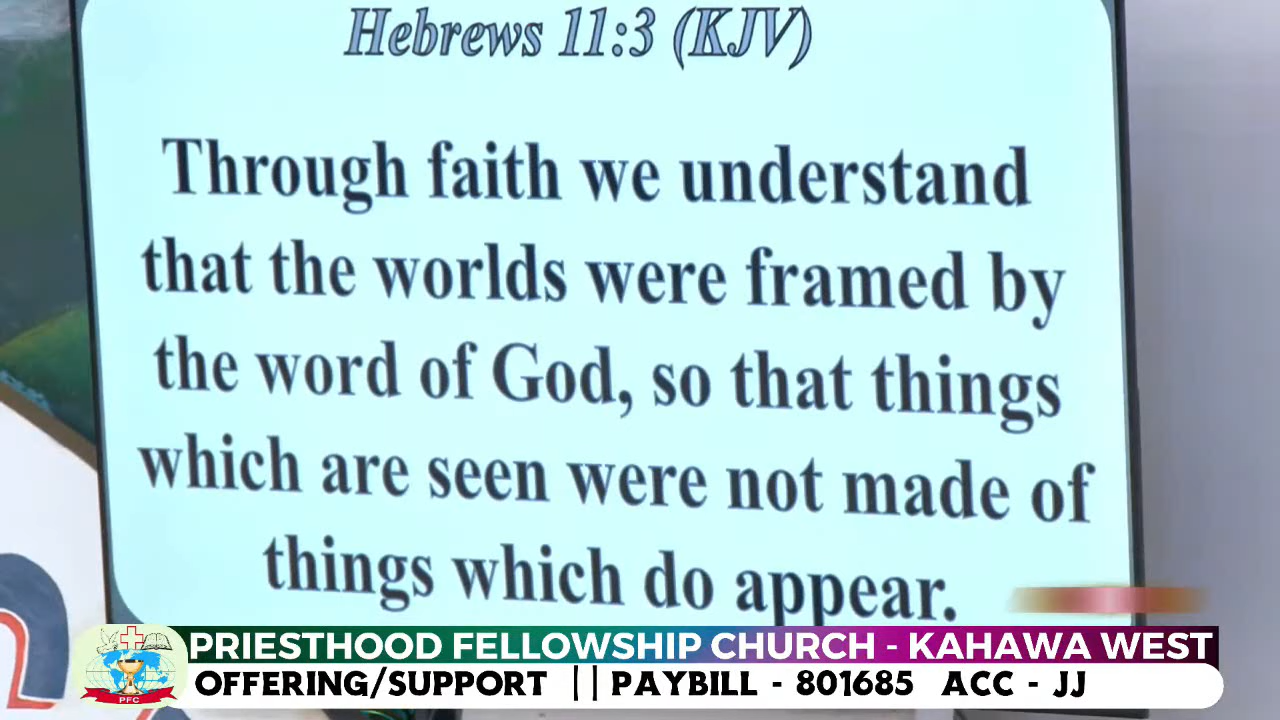 Hebrews 11:3 (KJV)
Through faith we understand
that the worlds were framed by
the word of God, so that things
which are seen were not made of
things which do appear.
PRIESTHOOD FELLOWSHIP CHURCH - KAHAWA WEST
OFFERING/SUPPORT || PAYBILL - 801685 ACC - JJ
PFC